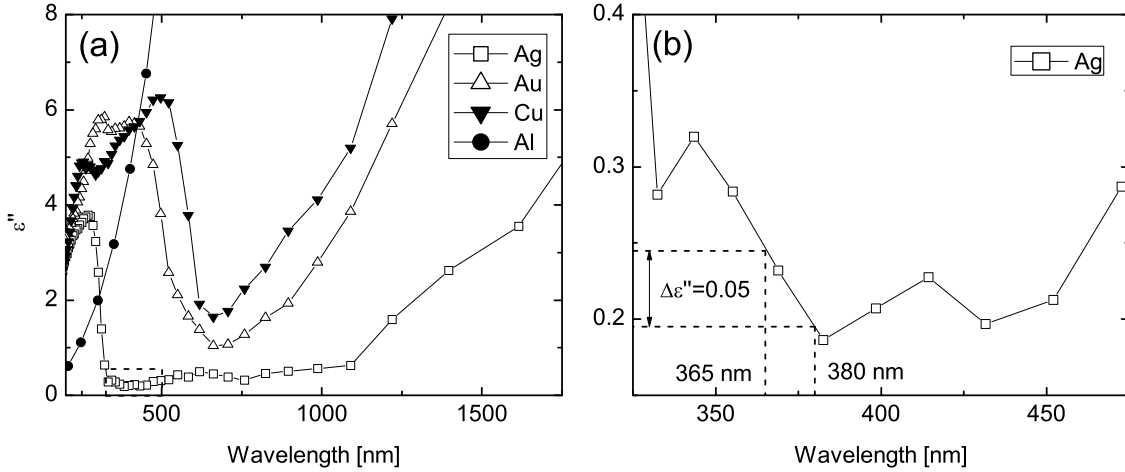 (a)
Ag
Au
Cu
Al
8
6
4
2
0
ε''
500
1000
1500
Wavelength [nm]
(b)
Ag
0.4
0.3
0.2
Δε''=0.05
365 nm
380 nm
350
400
450
Wavelength [nm]